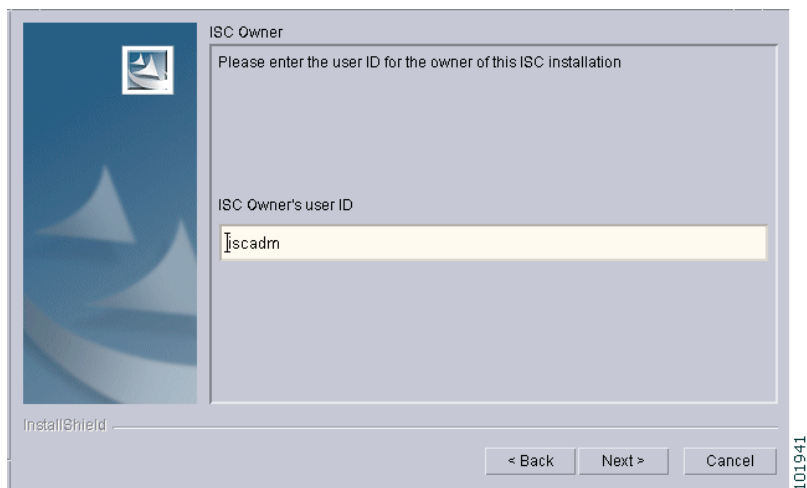 ISC Owner
Please enter the user ID for the owner of this ISC installation
ISC Owner's user ID
iscadm
InstallShield
< Back
Next >
Cancel
101941